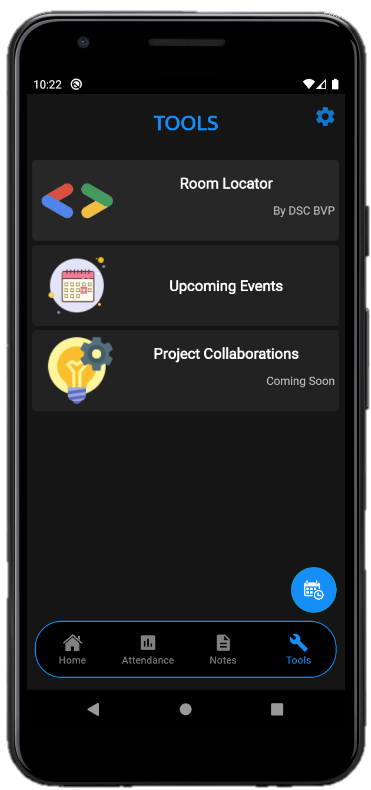 10:22
TOOLS
Room Locator
By DSC BVP
Upcoming Events
Project Collaborations
Coming Soon
Home
Attendance
Notes
Tools